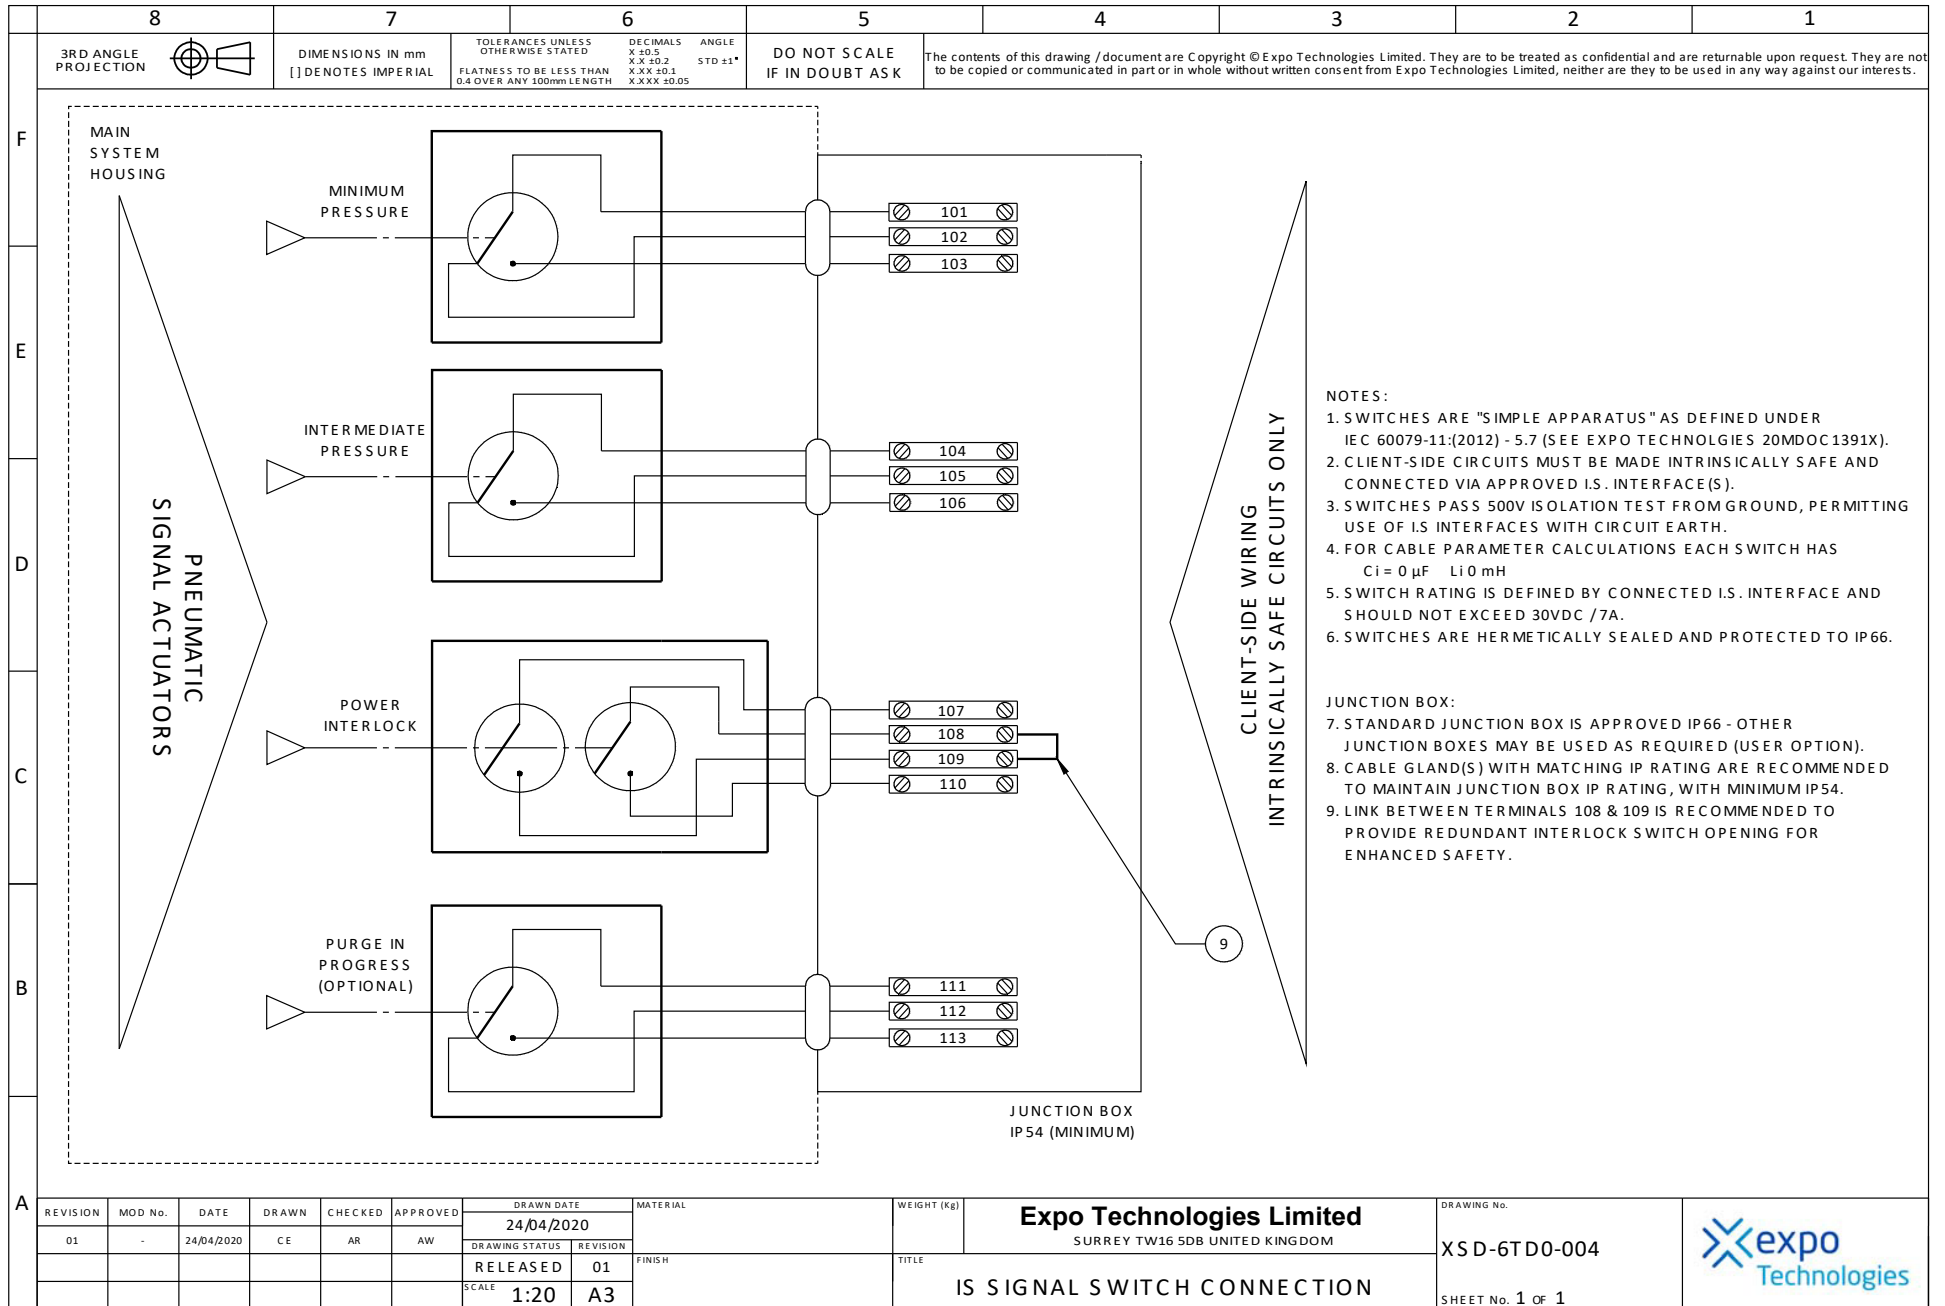 8 7 6 5 4 3 2 1
3RD ANGLE
PROJECTION
DIMENSIONS IN mm
[ ] DENOTES IMPERIAL
TOLERANCES UNLESS
OTHERWISE STATED
FLATNESS TO BE LESS THAN
0.4 OVER ANY 100mm LENGTH
DECIMALS
X ±0.5
X.X ±0.2
X.XX ±0.1
X.XXX ±0.05
ANGLE
STD ±1°
DO NOT SCALE
IF IN DOUBT ASK
The contents of this drawing / document are Copyright © Expo Technologies Limited. They are to be treated as confidential and are returnable upon request. They are not
to be copied or communicated in part or in whole without written consent from Expo Technologies Limited, neither are they to be used in any way against our interests.
F
E
D
C
B
A
MAIN
SYSTEM
HOUSING
PNEUMATIC
SIGNAL ACTUATORS
MINIMUM
PRESSURE
101
102
103
INTERMEDIATE
PRESSURE
104
105
106
POWER
INTERLOCK
107
108
109
110
9
PURGE IN
PROGRESS
(OPTIONAL)
111
112
113
JUNCTION BOX
IP54 (MINIMUM)
CLIENT-SIDE WIRING
INTRINSICALLY SAFE CIRCUITS ONLY
NOTES:
1. SWITCHES ARE "SIMPLE APPARATUS" AS DEFINED UNDER
IEC 60079-11:(2012) - 5.7 (SEE EXPO TECHNOLGIES 20MDOC1391X).
2. CLIENT-SIDE CIRCUITS MUST BE MADE INTRINSICALLY SAFE AND
CONNECTED VIA APPROVED I.S. INTERFACE(S).
3. SWITCHES PASS 500V ISOLATION TEST FROM GROUND, PERMITTING
USE OF I.S INTERFACES WITH CIRCUIT EARTH.
4. FOR CABLE PARAMETER CALCULATIONS EACH SWITCH HAS
Ci = 0 µF Li 0 mH
5. SWITCH RATING IS DEFINED BY CONNECTED I.S. INTERFACE AND
SHOULD NOT EXCEED 30VDC / 7A.
6. SWITCHES ARE HERMETICALLY SEALED AND PROTECTED TO IP66.
JUNCTION BOX:
7. STANDARD JUNCTION BOX IS APPROVED IP66 - OTHER
JUNCTION BOXES MAY BE USED AS REQUIRED (USER OPTION).
8. CABLE GLAND(S) WITH MATCHING IP RATING ARE RECOMMENDED
TO MAINTAIN JUNCTION BOX IP RATING, WITH MINIMUM IP54.
9. LINK BETWEEN TERMINALS 108 & 109 IS RECOMMENDED TO
PROVIDE REDUNDANT INTERLOCK SWITCH OPENING FOR
ENHANCED SAFETY.
REVISION MOD No. DATE DRAWN CHECKED APPROVED
01 - 24/04/2020 CE AR AW
DRAWN DATE
24/04/2020
DRAWING STATUS REVISION
RELEASED 01
SCALE 1:20 A3
MATERIAL
FINISH
WEIGHT (Kg)
Expo Technologies Limited
SURREY TW16 5DB UNITED KINGDOM
TITLE
IS SIGNAL SWITCH CONNECTION
DRAWING No.
XSD-6TD0-004
SHEET No. 1 OF 1
expo
Technologies